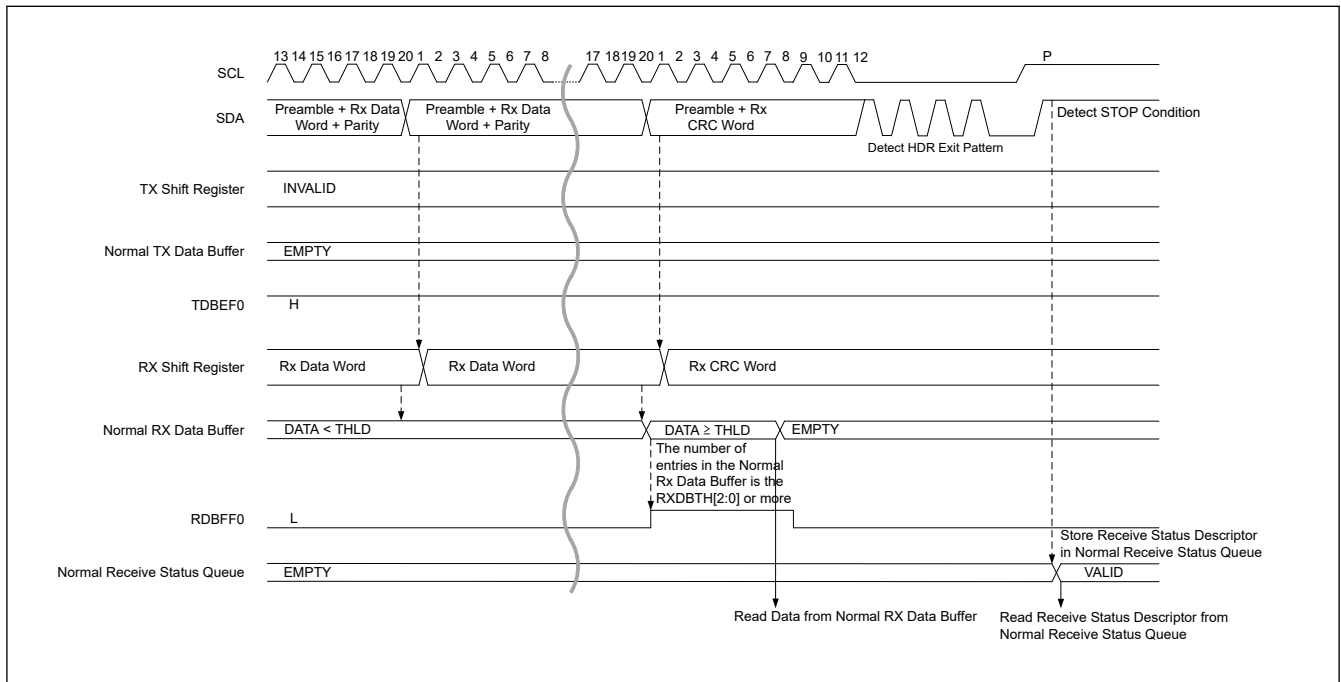 13 14 15 16 17 18 19 20 1 2 3 4 5 6 7 8 17 18 19 20 1 2 3 4 5 6 7 8 9 10 11 12 P
SCL
SDA
Preamble + Rx Data
Word + Parity
Preamble + Rx Data
Word + Parity
Preamble + Rx
CRC Word
Detect HDR Exit Pattern
Detect STOP Condition
TX Shift Register
INVALID
Normal TX Data Buffer
EMPTY
TDBEF0
H
RX Shift Register
Rx Data Word
Rx Data Word
Rx CRC Word
Normal RX Data Buffer
DATA < THLD
DATA ≥ THLD
EMPTY
The number of
entries in the Normal
Rx Data Buffer is the
RXDBTH[2:0] or more
RDBFF0
L
Store Receive Status Descriptor
in Normal Receive Status Queue
Normal Receive Status Queue
EMPTY
VALID
Read Data from Normal RX Data Buffer
Read Receive Status Descriptor from
Normal Receive Status Queue